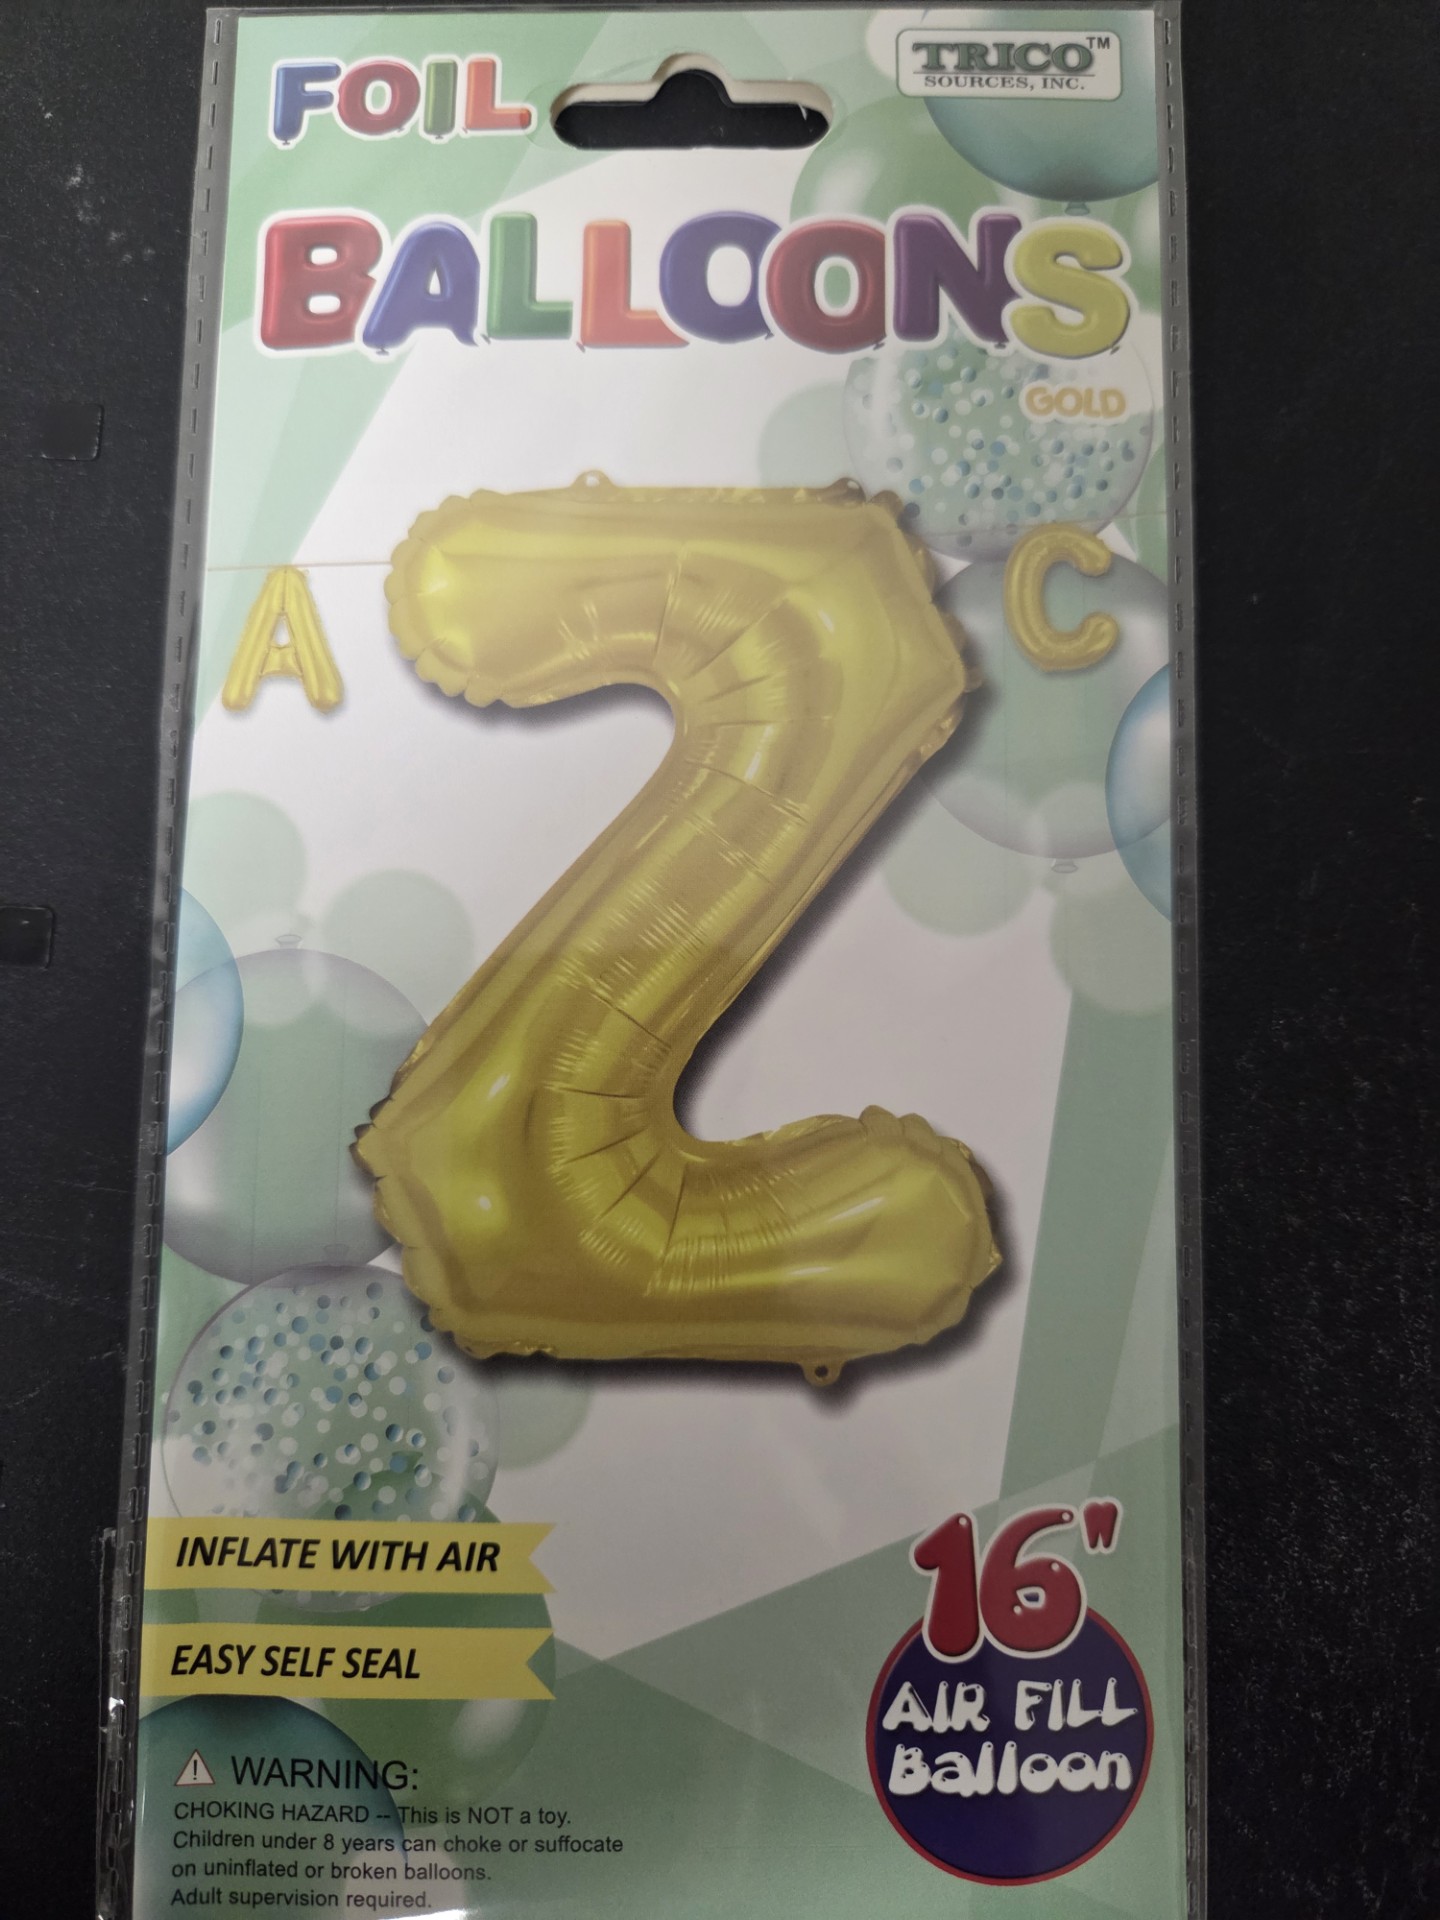 FOIL
TRICO™
SOURCES, INC.
BALLOONS
GOLD
A Z C
INFLATE WITH AIR
EASY SELF SEAL
16"
AIR FILL
Balloon
WARNING:
CHOKING HAZARD -- This is NOT a toy.
Children under 8 years can choke or suffocate
on uninflated or broken balloons.
Adult supervision required.